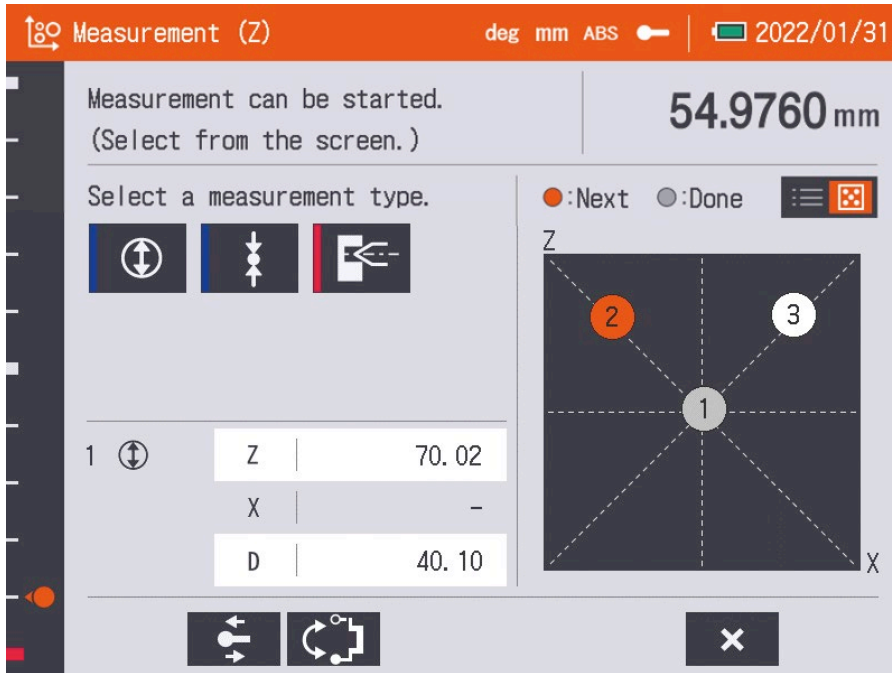 Measurement (Z) deg mm ABS 2022/01/31
Measurement can be started.
(Select from the screen.)
54.9760 mm
Select a measurement type.
:Next :Done
Z
2 3
1
X
1 Z 70.02
X -
D 40.10